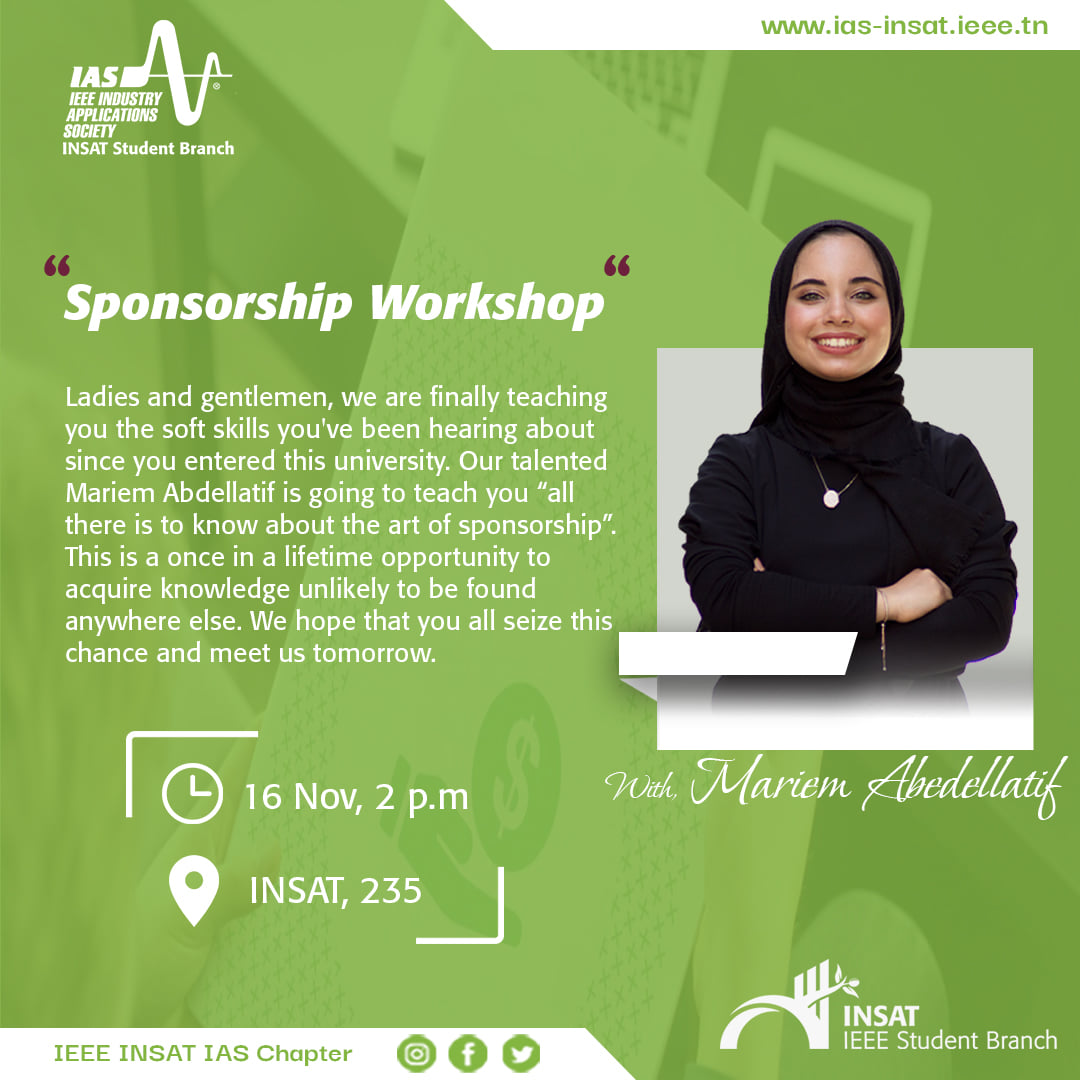 www.ias-insat.ieee.tn
IAS
IEEE INDUSTRY
APPLICATIONS
SOCIETY
INSAT Student Branch
“Sponsorship Workshop“
Ladies and gentlemen, we are finally teaching
you the soft skills you've been hearing about
since you entered this university. Our talented
Mariem Abdellatif is going to teach you “all
there is to know about the art of sponsorship”.
This is a once in a lifetime opportunity to
acquire knowledge unlikely to be found
anywhere else. We hope that you all seize this
chance and meet us tomorrow.
With, Mariem Abedellatif
16 Nov, 2 p.m
INSAT, 235
INSAT
IEEE Student Branch
IEEE INSAT IAS Chapter